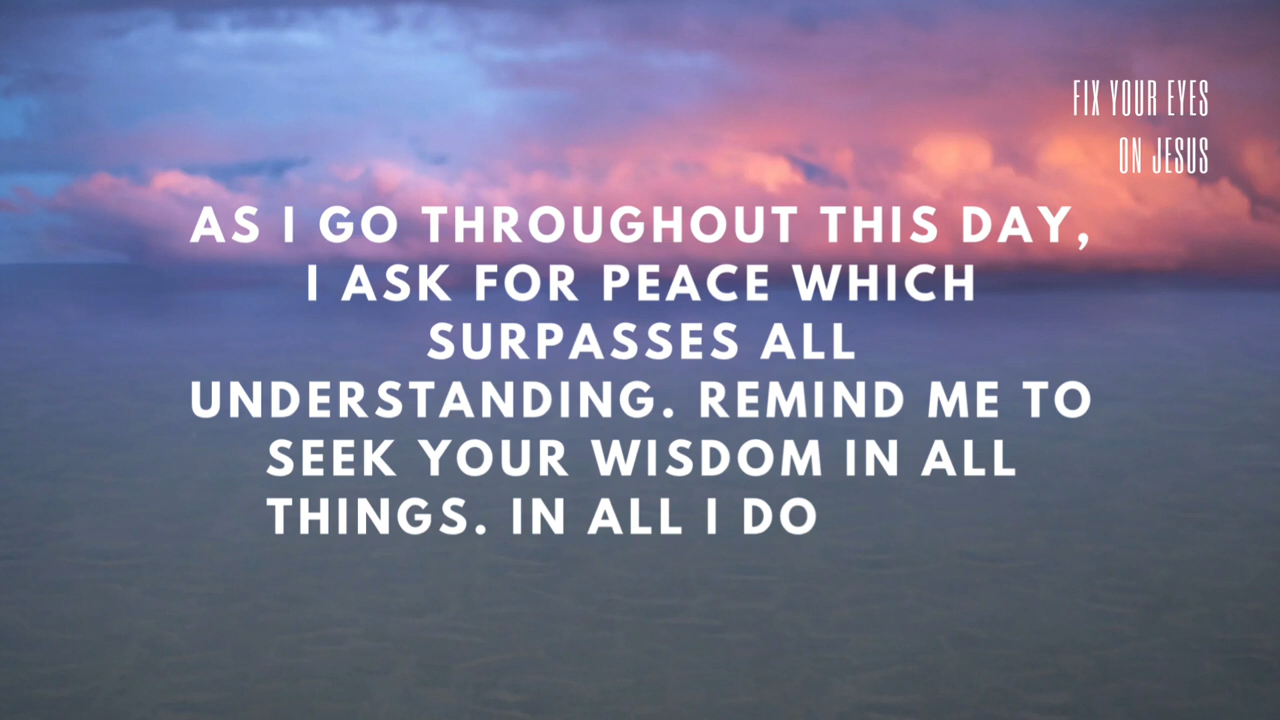 FIX YOUR EYES
ON JESUS
AS I GO THROUGHOUT THIS DAY,
I ASK FOR PEACE WHICH
SURPASSES ALL
UNDERSTANDING. REMIND ME TO
SEEK YOUR WISDOM IN ALL
THINGS. IN ALL I DO